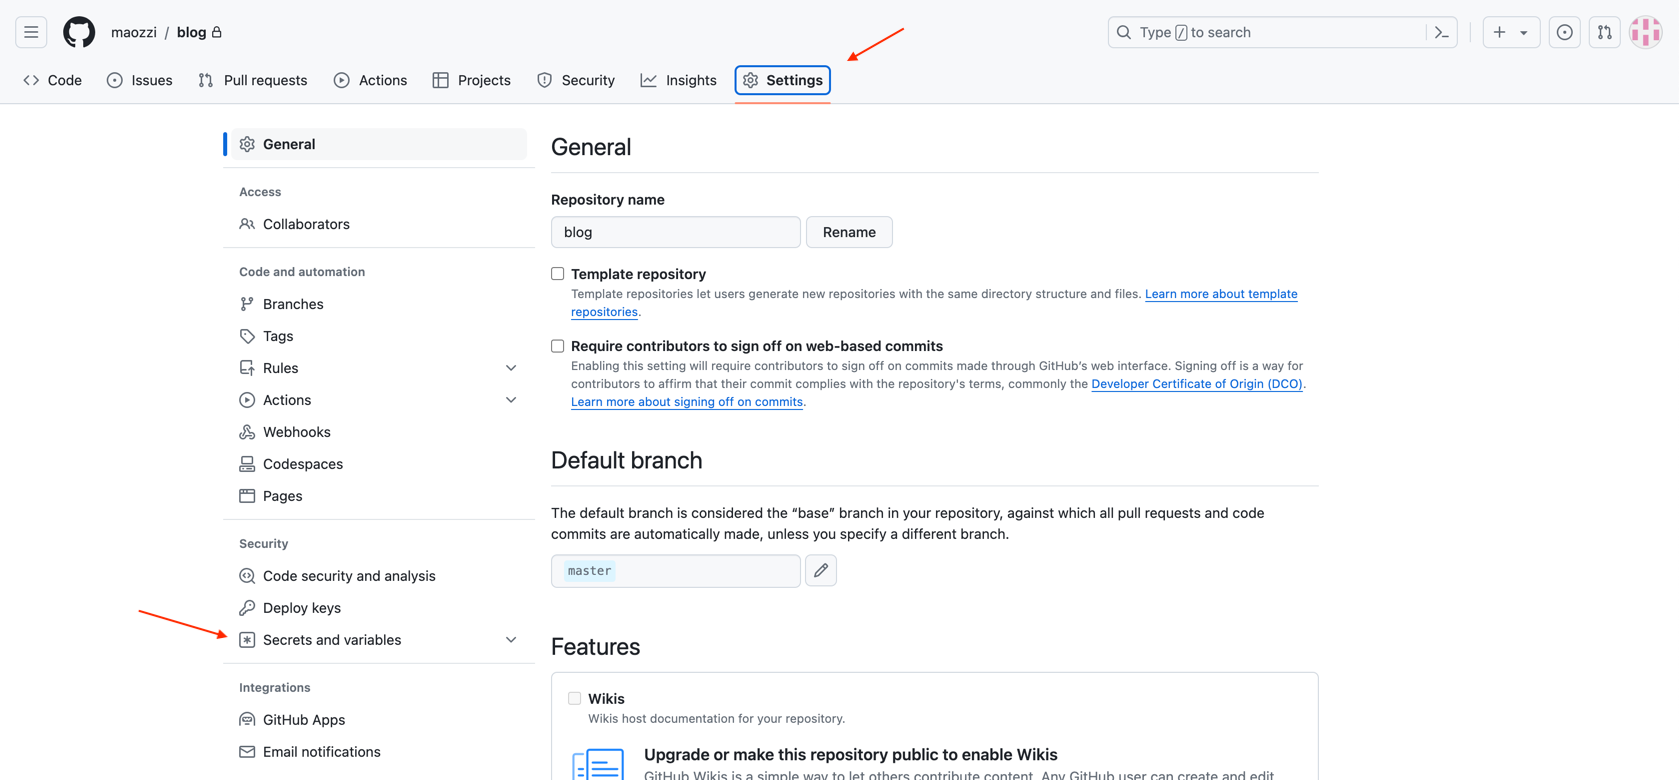 maozzi / blog
Type / to search
Code
Issues
Pull requests
Actions
Projects
Security
Insights
Settings
General
Access
Collaborators
Code and automation
Branches
Tags
Rules
Actions
Webhooks
Codespaces
Pages
Security
Code security and analysis
Deploy keys
Secrets and variables
Integrations
GitHub Apps
Email notifications
General
Repository name
blog
Rename
Template repository
Template repositories let users generate new repositories with the same directory structure and files. Learn more about template
repositories.
Require contributors to sign off on web-based commits
Enabling this setting will require contributors to sign off on commits made through GitHub's web interface. Signing off is a way for
contributors to affirm that their commit complies with the repository's terms, commonly the Developer Certificate of Origin (DCO).
Learn more about signing off on commits.
Default branch
The default branch is considered the “base” branch in your repository, against which all pull requests and code
commits are automatically made, unless you specify a different branch.
master
Features
Wikis
Wikis host documentation for your repository.
Upgrade or make this repository public to enable Wikis
GitHub Wikis is a simple way to let others contribute content. Any GitHub user can create and edit